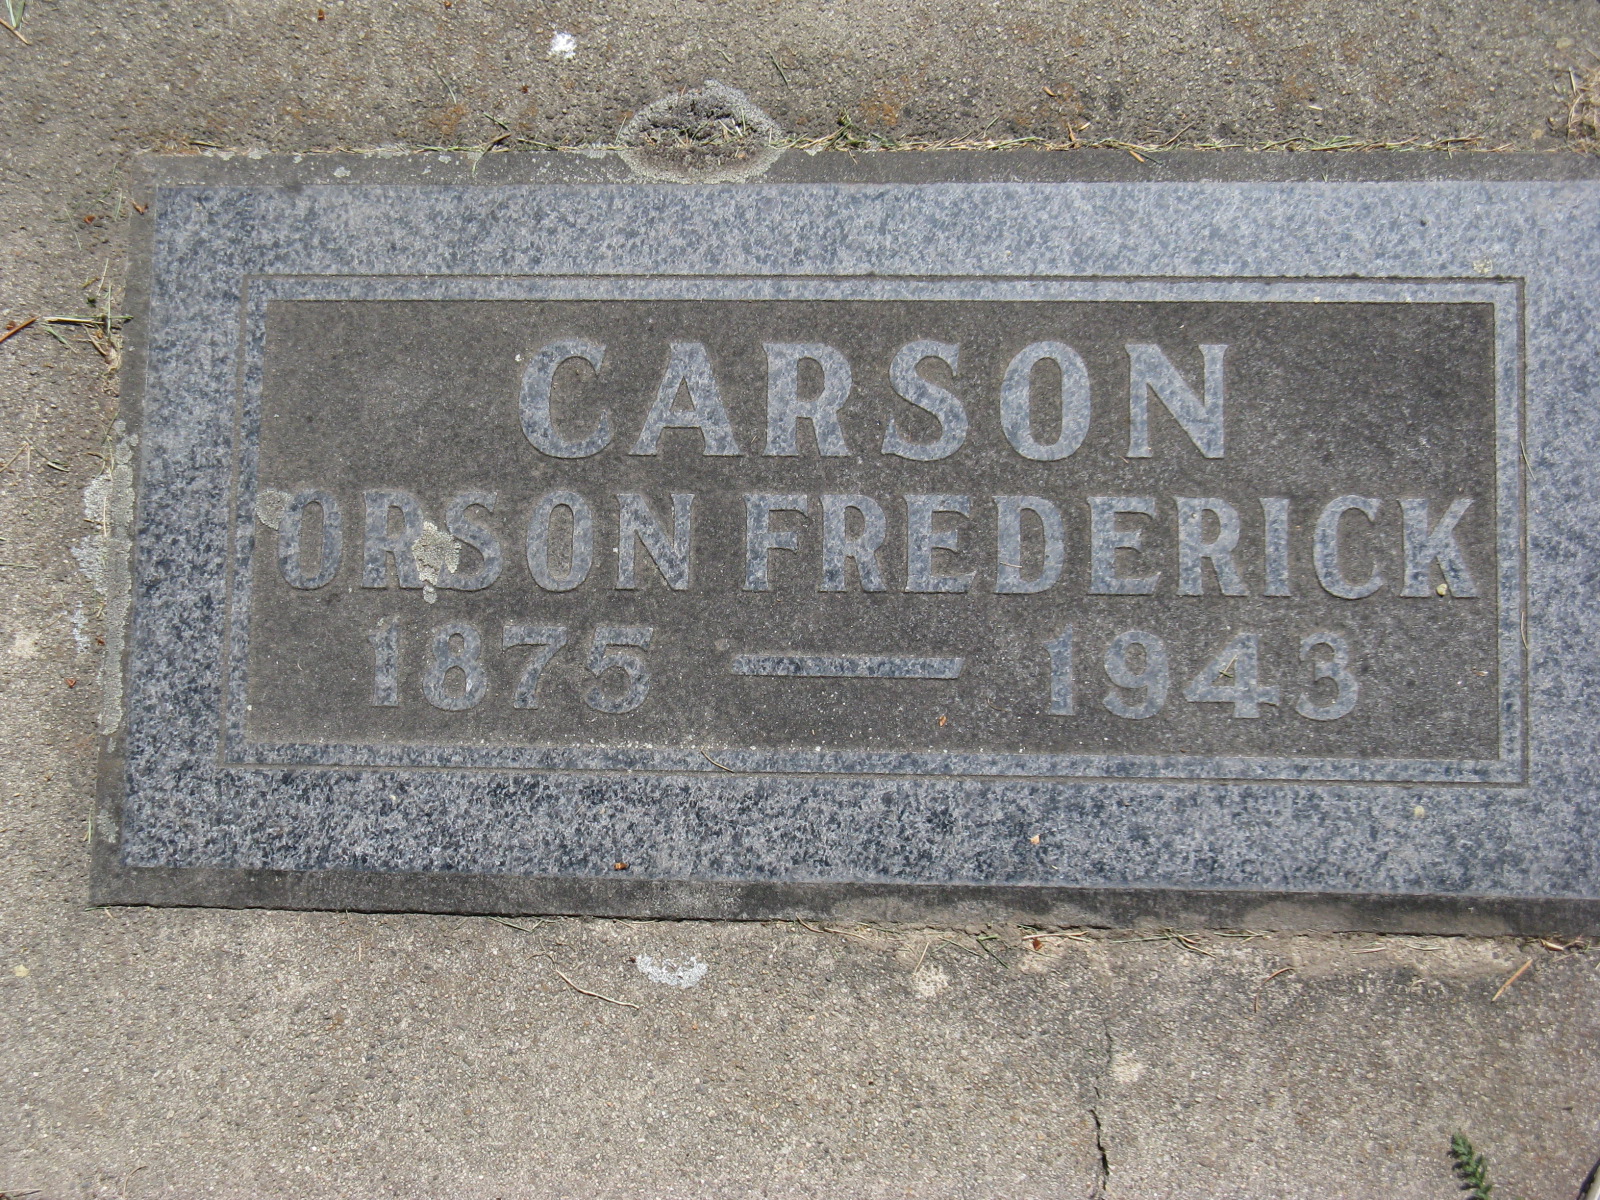 CARSON
ORSON FREDERICK
1875 — 1943